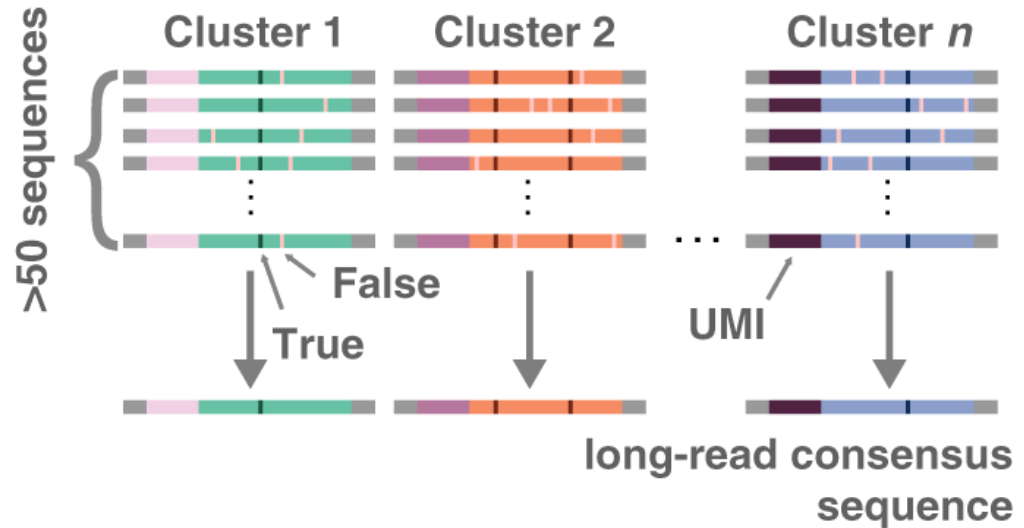 Cluster 1
Cluster 2
Cluster n
>50 sequences
...
False
True
UMI
long-read consensus
sequence